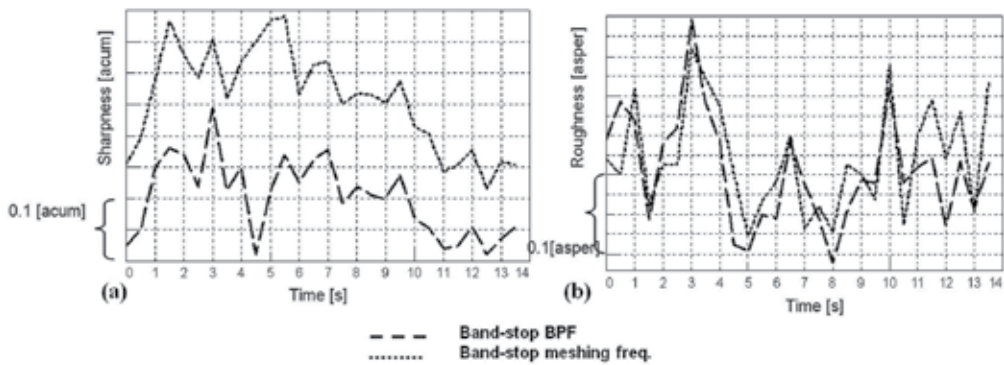 Sharpness [acum]
0.1 [acum]
0 1 2 3 4 5 6 7 8 9 10 11 12 13 14
(a)
Time [s]
Roughness [asper]
0.1[asper]
0 1 2 3 4 5 6 7 8 9 10 11 12 13 14
(b)
Time [s]
Band-stop BPF
Band-stop meshing freq.